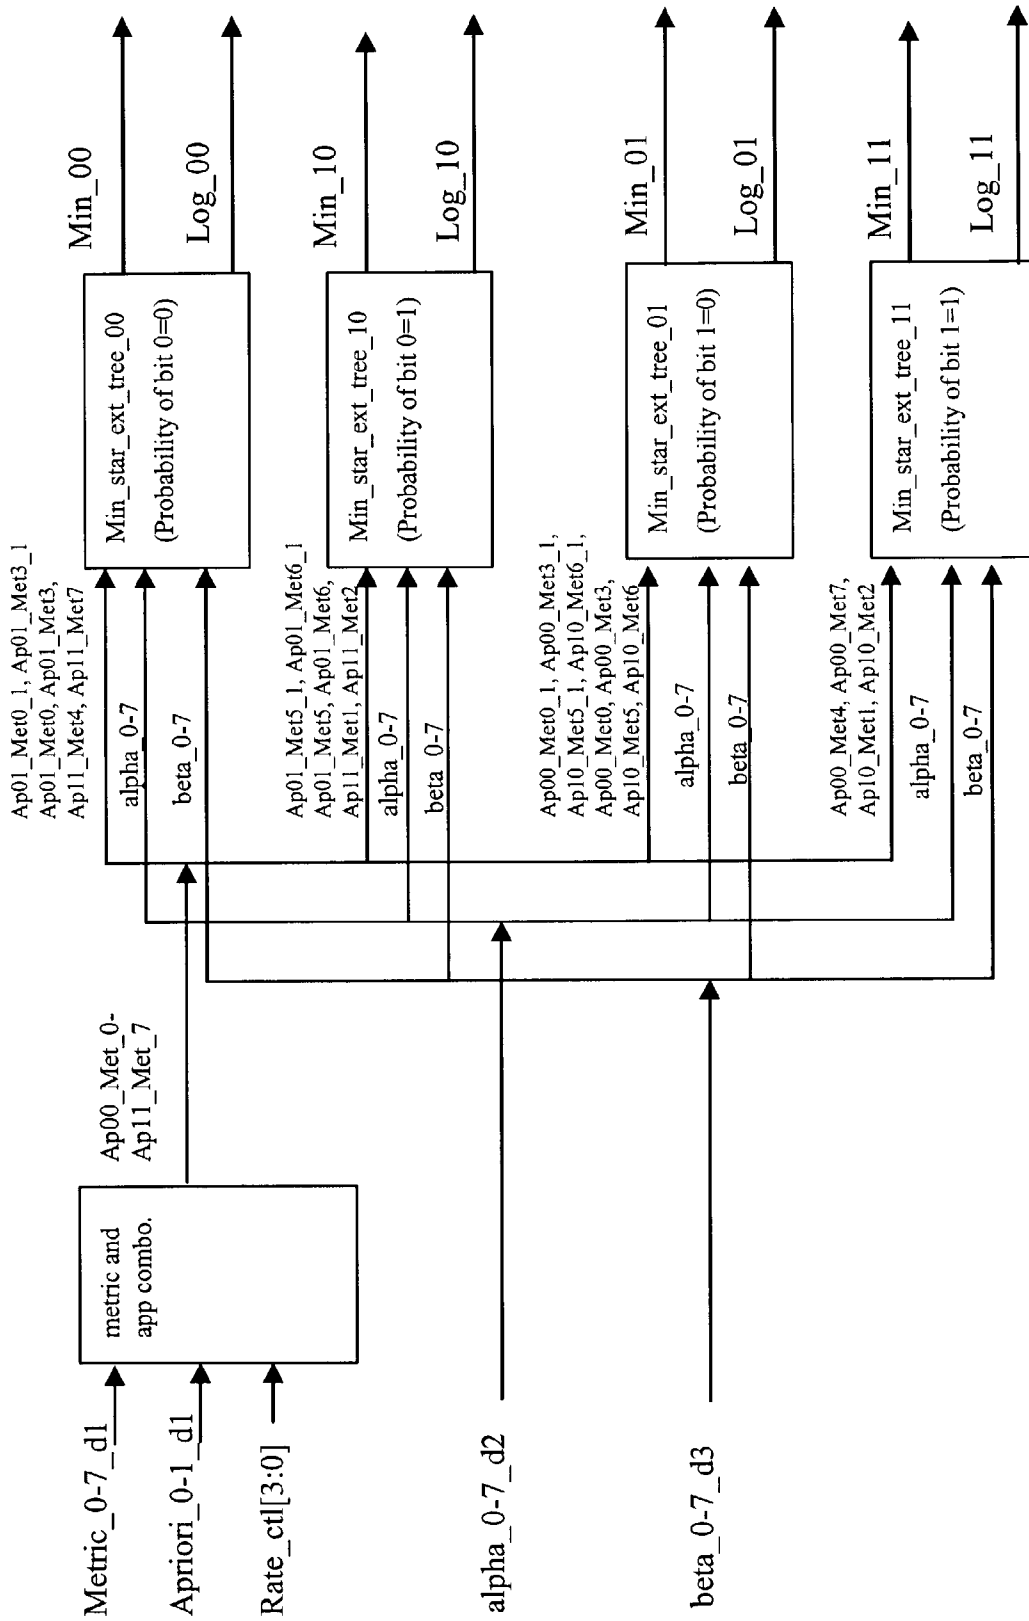 Metric_0-7_d1
Apriori_0-1_d1
Rate_ctl[3:0]
metric and
app combo.
Ap00_Met_0-
Ap11_Met_7
alpha_0-7_d2
beta_0-7_d3
Ap01_Met0_1, Ap01_Met3_1
Ap01_Met0, Ap01_Met3,
Ap11_Met4, Ap11_Met7
alpha_0-7
beta_0-7
Min_star_ext_tree_00
(Probability of bit 0=0)
Min_00
Log_00
Ap01_Met5_1, Ap01_Met6_1
Ap01_Met5, Ap01_Met6,
Ap11_Met1, Ap11_Met2
alpha_0-7
beta_0-7
Min_star_ext_tree_10
(Probability of bit 0=1)
Min_10
Log_10
Ap00_Met0_1, Ap00_Met3_1,
Ap10_Met5_1, Ap10_Met6_1,
Ap00_Met0, Ap00_Met3,
Ap10_Met5, Ap10_Met6
alpha_0-7
beta_0-7
Min_star_ext_tree_01
(Probability of bit 1=0)
Min_01
Log_01
Ap00_Met4, Ap00_Met7,
Ap10_Met1, Ap10_Met2
alpha_0-7
beta_0-7
Min_star_ext_tree_11
(Probability of bit 1=1)
Min_11
Log_11